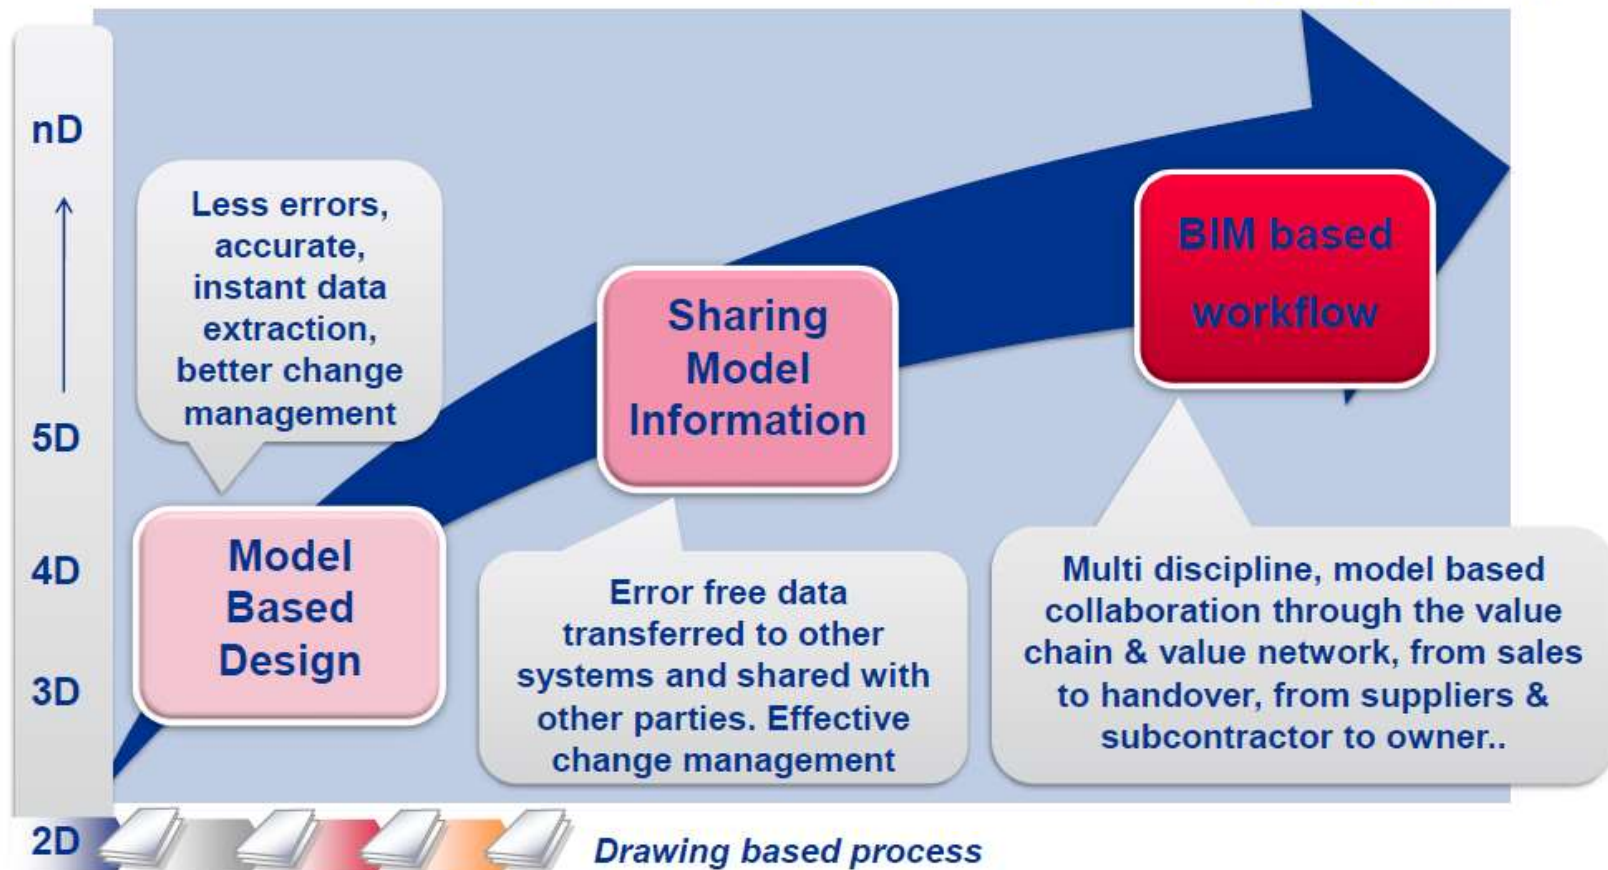 nD
5D
4D
3D
2D
Less errors,
accurate,
instant data
extraction,
better change
management
Model
Based
Design
Sharing
Model
Information
Error free data
transferred to other
systems and shared with
other parties. Effective
change management
BIM based
workflow
Multi discipline, model based
collaboration through the value
chain & value network, from sales
to handover, from suppliers &
subcontractor to owner..
Drawing based process